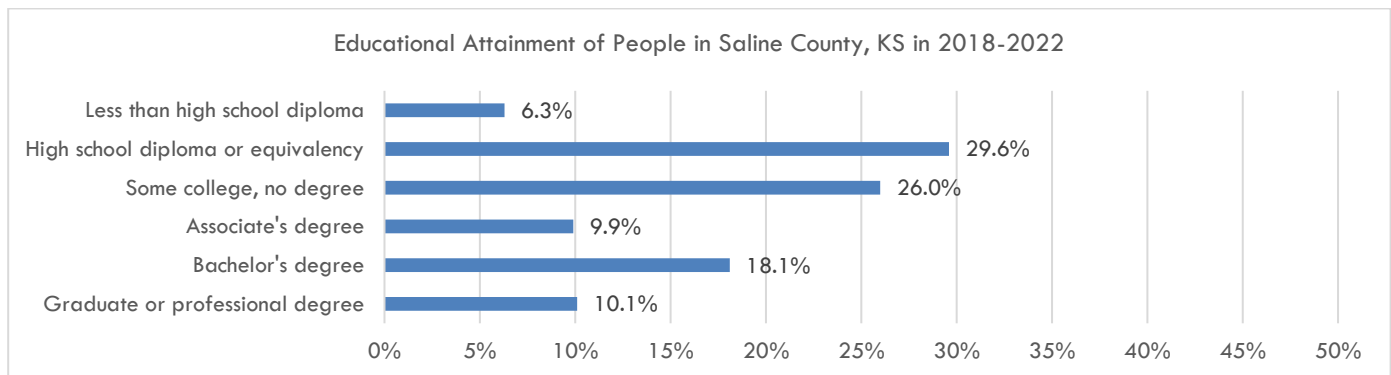 Educational Attainment of People in Saline County, KS in 2018-2022
Less than high school diploma 6.3%
High school diploma or equivalency 29.6%
Some college, no degree 26.0%
Associate's degree 9.9%
Bachelor's degree 18.1%
Graduate or professional degree 10.1%
0% 5% 10% 15% 20% 25% 30% 35% 40% 45% 50%